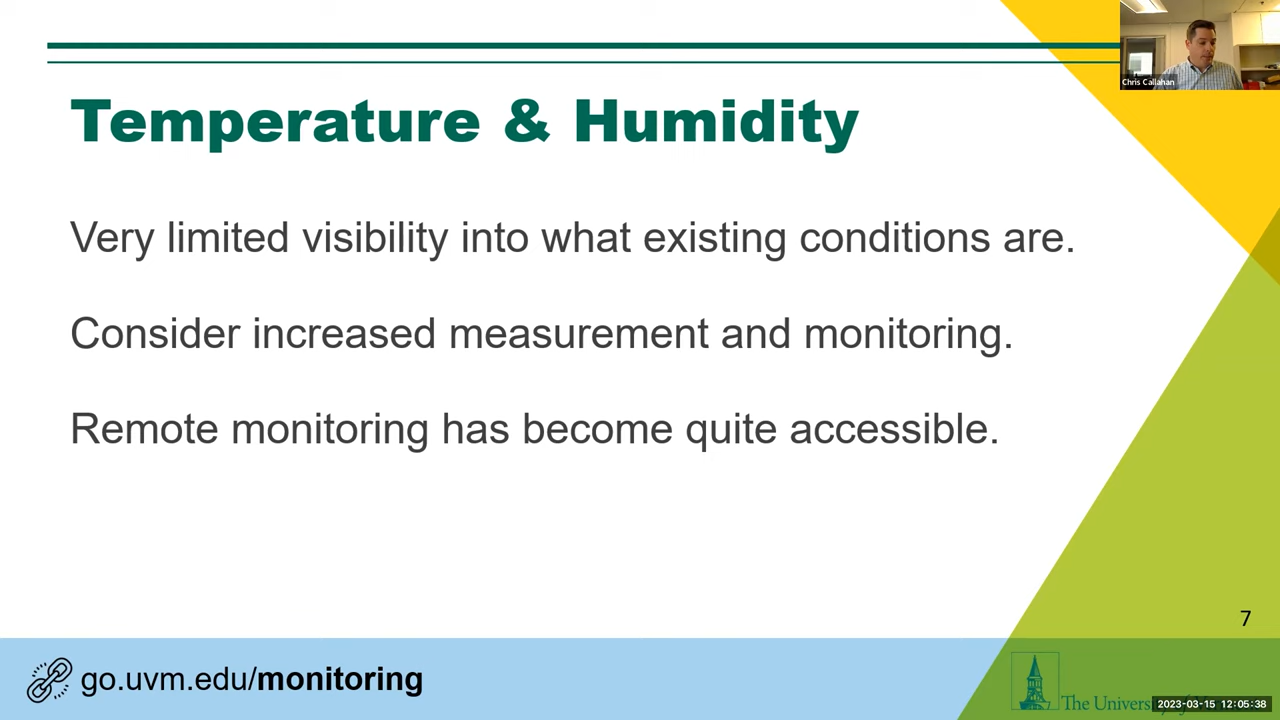 Chris Callahan
Temperature & Humidity
Very limited visibility into what existing conditions are.
Consider increased measurement and monitoring.
Remote monitoring has become quite accessible.
7
go.uvm.edu/monitoring
The University of
2023-03-15 12:05:38